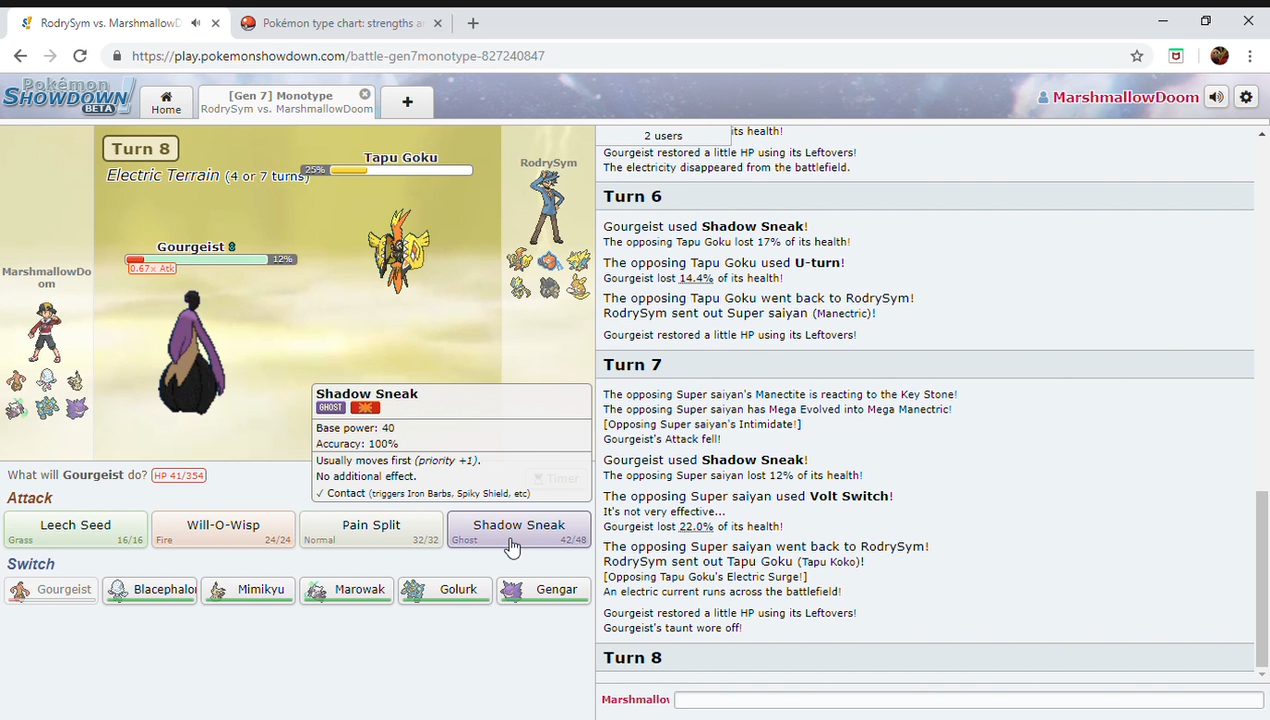 RodrySym vs. MarshmallowD
Pokémon type chart: strengths a
https://play.pokemonshowdown.com/battle-gen7monotype-827240847
Pokémon
SHOWDOWN
BETA
Home
[Gen 7] Monotype
RodrySym vs. MarshmallowDoom
MarshmallowDoom
Turn 8
Electric Terrain (4 or 7 turns)
Tapu Goku
25%
RodrySym
Gourgeist
12%
0.67x Atk
MarshmallowDo
om
Shadow Sneak
GHOST
Base power: 40
Accuracy: 100%
Usually moves first (priority +1).
No additional effect.
✓ Contact (triggers Iron Barbs, Spiky Shield, etc)
Timer
What will Gourgeist do? HP 41/354
Attack
Leech Seed
Grass 16/16
Will-O-Wisp
Fire 24/24
Pain Split
Normal 32/32
Shadow Sneak
Ghost 42/48
Switch
Gourgeist
Blacephalon
Mimikyu
Marowak
Golurk
Gengar
2 users
its health!
Gourgeist restored a little HP using its Leftovers!
The electricity disappeared from the battlefield.
Turn 6
Gourgeist used Shadow Sneak!
The opposing Tapu Goku lost 17% of its health!
The opposing Tapu Goku used U-turn!
Gourgeist lost 14.4% of its health!
The opposing Tapu Goku went back to RodrySym!
RodrySym sent out Super saiyan (Manectric)!
Gourgeist restored a little HP using its Leftovers!
Turn 7
The opposing Super saiyan's Manectite is reacting to the Key Stone!
The opposing Super saiyan has Mega Evolved into Mega Manectric!
[Opposing Super saiyan's Intimidate!]
Gourgeist's Attack fell!
Gourgeist used Shadow Sneak!
The opposing Super saiyan lost 12% of its health!
The opposing Super saiyan used Volt Switch!
It's not very effective...
Gourgeist lost 22.0% of its health!
The opposing Super saiyan went back to RodrySym!
RodrySym sent out Tapu Goku (Tapu Koko)!
[Opposing Tapu Goku's Electric Surge!]
An electric current runs across the battlefield!
Gourgeist restored a little HP using its Leftovers!
Gourgeist's taunt wore off!
Turn 8
Marshmallo